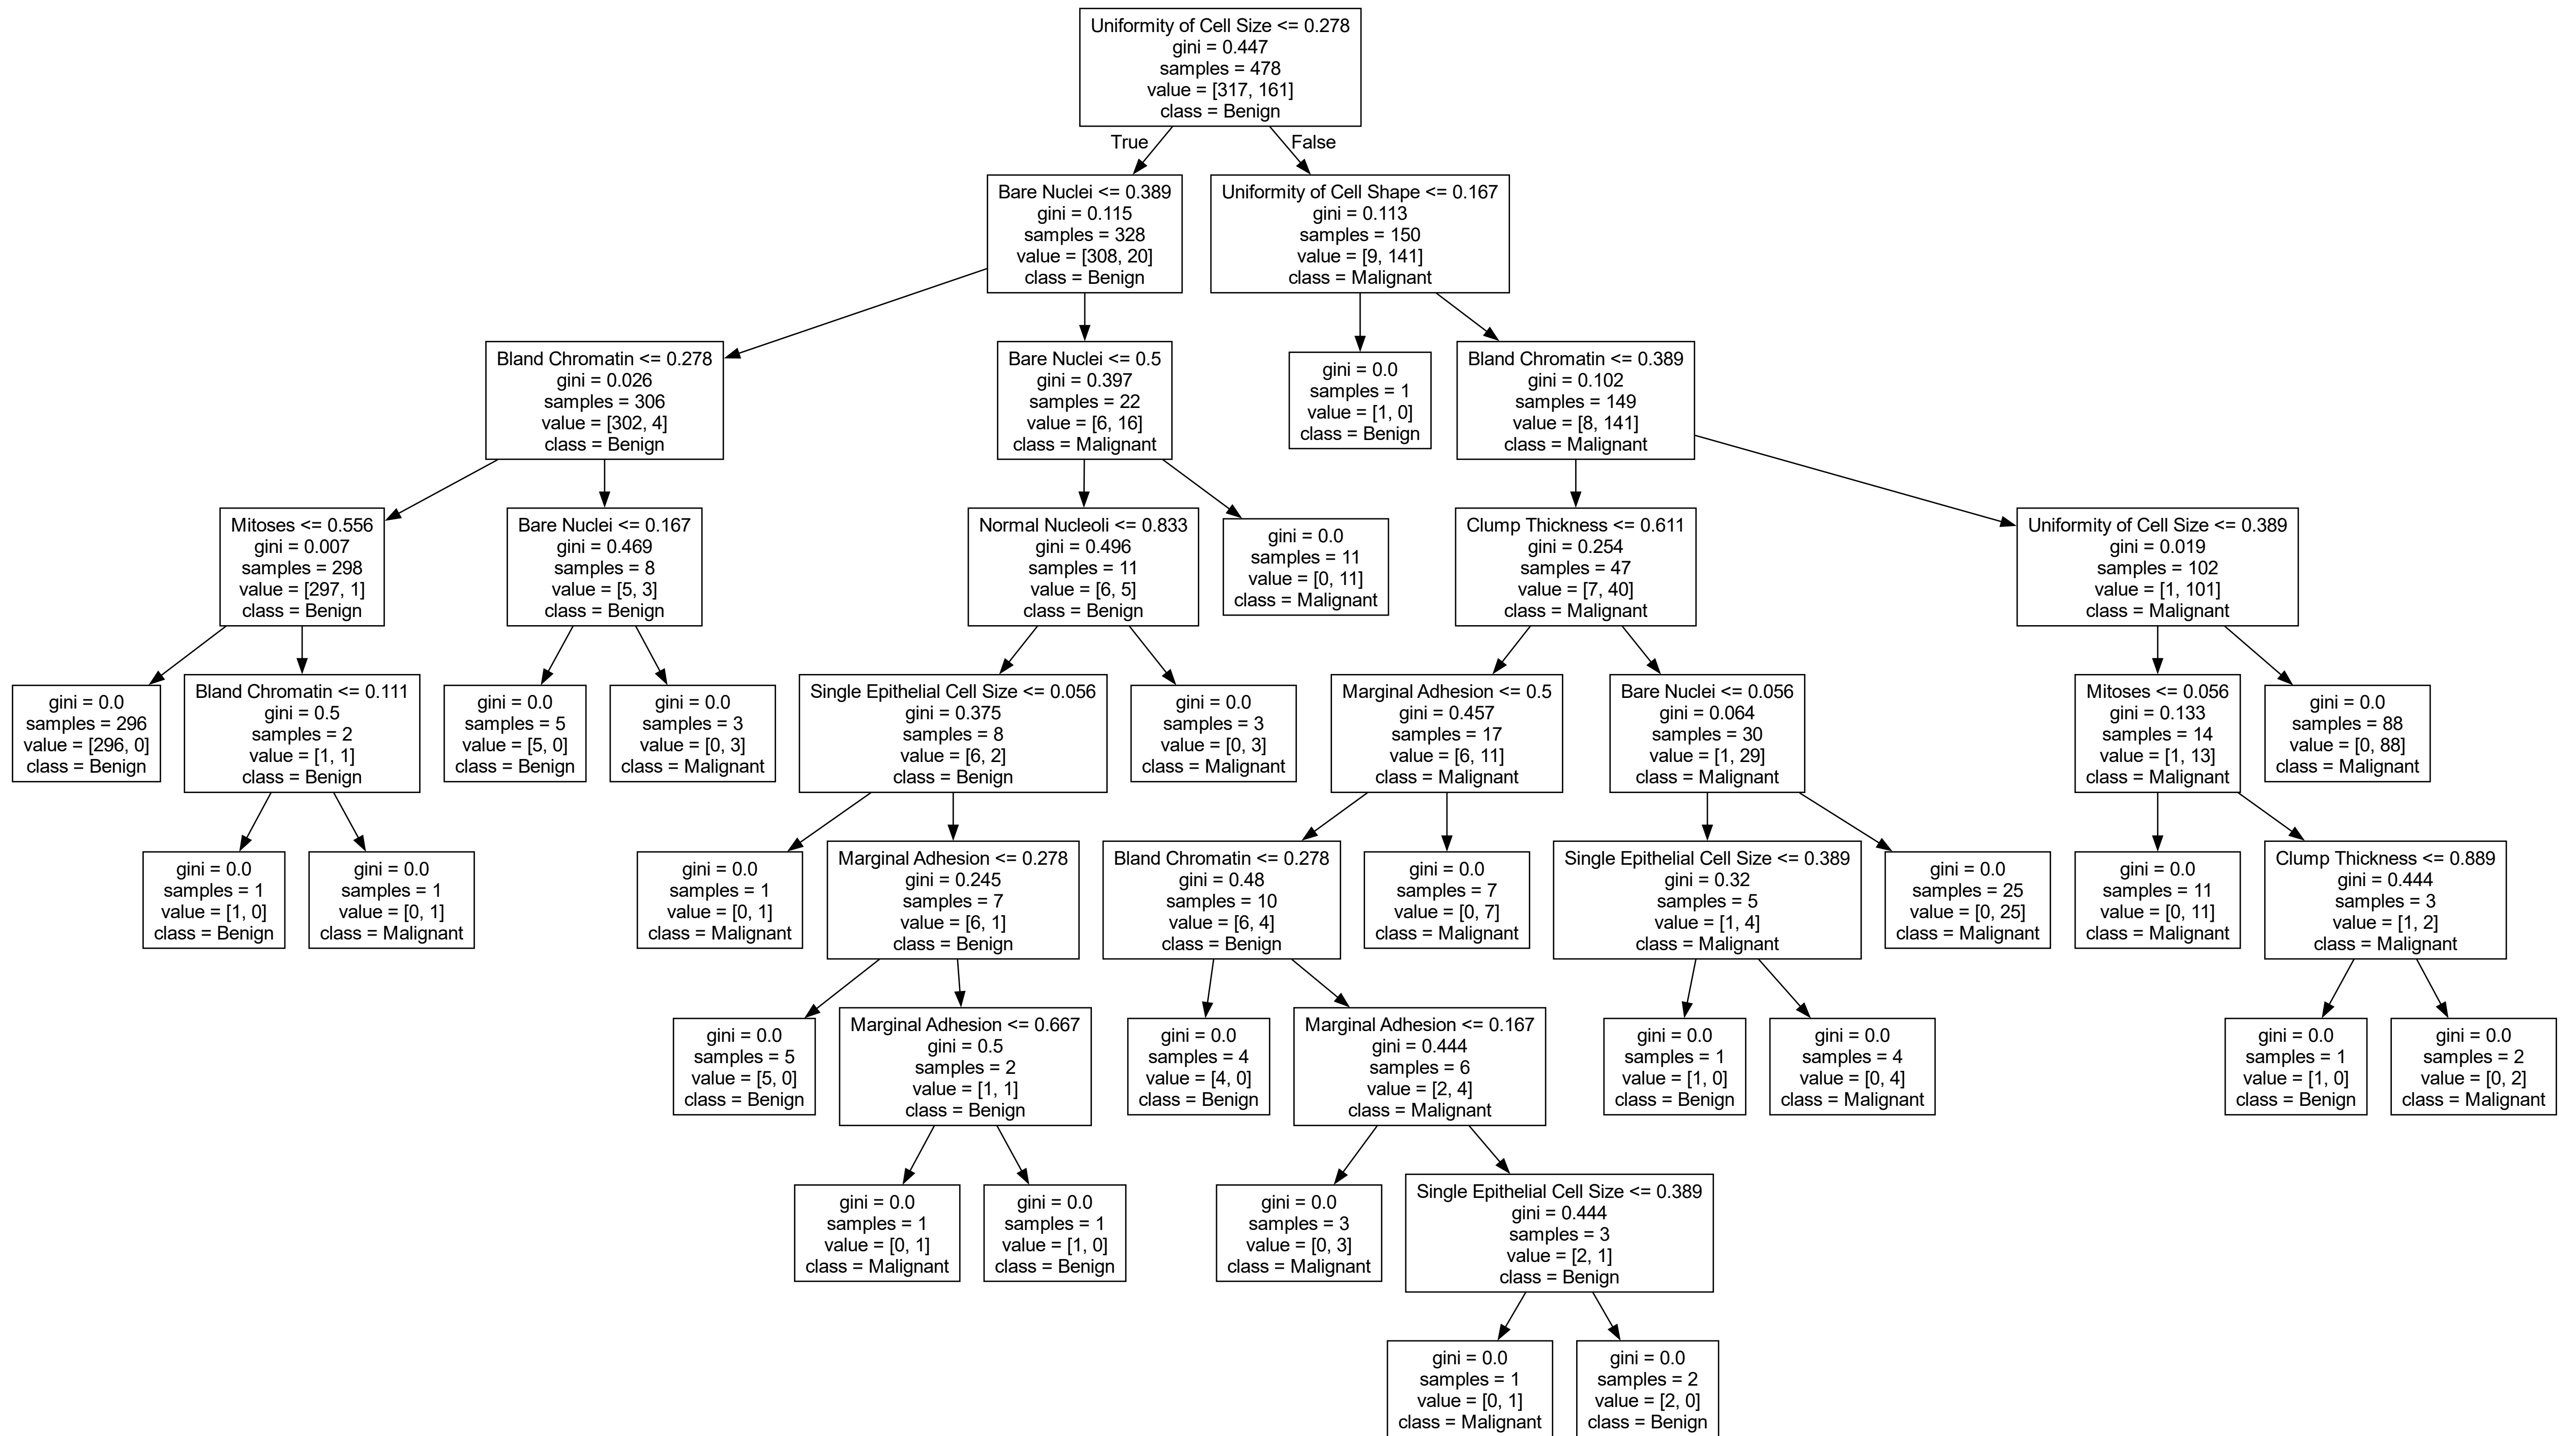 Uniformity of Cell Size <= 0.278
gini = 0.447
samples = 478
value = [317, 161]
class = Benign
True
False
Bare Nuclei <= 0.389
gini = 0.115
samples = 328
value = [308, 20]
class = Benign
Uniformity of Cell Shape <= 0.167
gini = 0.113
samples = 150
value = [9, 141]
class = Malignant
Bland Chromatin <= 0.278
gini = 0.026
samples = 306
value = [302, 4]
class = Benign
Bare Nuclei <= 0.5
gini = 0.397
samples = 22
value = [6, 16]
class = Malignant
gini = 0.0
samples = 1
value = [1, 0]
class = Benign
Bland Chromatin <= 0.389
gini = 0.102
samples = 149
value = [8, 141]
class = Malignant
Mitoses <= 0.556
gini = 0.007
samples = 298
value = [297, 1]
class = Benign
Bare Nuclei <= 0.167
gini = 0.469
samples = 8
value = [5, 3]
class = Benign
Normal Nucleoli <= 0.833
gini = 0.496
samples = 11
value = [6, 5]
class = Benign
gini = 0.0
samples = 11
value = [0, 11]
class = Malignant
Clump Thickness <= 0.611
gini = 0.254
samples = 47
value = [7, 40]
class = Malignant
Uniformity of Cell Size <= 0.389
gini = 0.019
samples = 102
value = [1, 101]
class = Malignant
gini = 0.0
samples = 296
value = [296, 0]
class = Benign
Bland Chromatin <= 0.111
gini = 0.5
samples = 2
value = [1, 1]
class = Benign
gini = 0.0
samples = 5
value = [5, 0]
class = Benign
gini = 0.0
samples = 3
value = [0, 3]
class = Malignant
Single Epithelial Cell Size <= 0.056
gini = 0.375
samples = 8
value = [6, 2]
class = Benign
gini = 0.0
samples = 3
value = [0, 3]
class = Malignant
Marginal Adhesion <= 0.5
gini = 0.457
samples = 17
value = [6, 11]
class = Malignant
Bare Nuclei <= 0.056
gini = 0.064
samples = 30
value = [1, 29]
class = Malignant
Mitoses <= 0.056
gini = 0.133
samples = 14
value = [1, 13]
class = Malignant
gini = 0.0
samples = 88
value = [0, 88]
class = Malignant
gini = 0.0
samples = 1
value = [1, 0]
class = Benign
gini = 0.0
samples = 1
value = [0, 1]
class = Malignant
gini = 0.0
samples = 1
value = [0, 1]
class = Malignant
Marginal Adhesion <= 0.278
gini = 0.245
samples = 7
value = [6, 1]
class = Benign
Bland Chromatin <= 0.278
gini = 0.48
samples = 10
value = [6, 4]
class = Benign
gini = 0.0
samples = 7
value = [0, 7]
class = Malignant
Single Epithelial Cell Size <= 0.389
gini = 0.32
samples = 5
value = [1, 4]
class = Malignant
gini = 0.0
samples = 25
value = [0, 25]
class = Malignant
gini = 0.0
samples = 11
value = [0, 11]
class = Malignant
Clump Thickness <= 0.889
gini = 0.444
samples = 3
value = [1, 2]
class = Malignant
gini = 0.0
samples = 5
value = [5, 0]
class = Benign
Marginal Adhesion <= 0.667
gini = 0.5
samples = 2
value = [1, 1]
class = Benign
gini = 0.0
samples = 4
value = [4, 0]
class = Benign
Marginal Adhesion <= 0.167
gini = 0.444
samples = 6
value = [2, 4]
class = Malignant
gini = 0.0
samples = 1
value = [1, 0]
class = Benign
gini = 0.0
samples = 4
value = [0, 4]
class = Malignant
gini = 0.0
samples = 1
value = [1, 0]
class = Benign
gini = 0.0
samples = 2
value = [0, 2]
class = Malignant
gini = 0.0
samples = 1
value = [0, 1]
class = Malignant
gini = 0.0
samples = 1
value = [1, 0]
class = Benign
gini = 0.0
samples = 3
value = [0, 3]
class = Malignant
Single Epithelial Cell Size <= 0.389
gini = 0.444
samples = 3
value = [2, 1]
class = Benign
gini = 0.0
samples = 1
value = [0, 1]
class = Malignant
gini = 0.0
samples = 2
value = [2, 0]
class = Benign